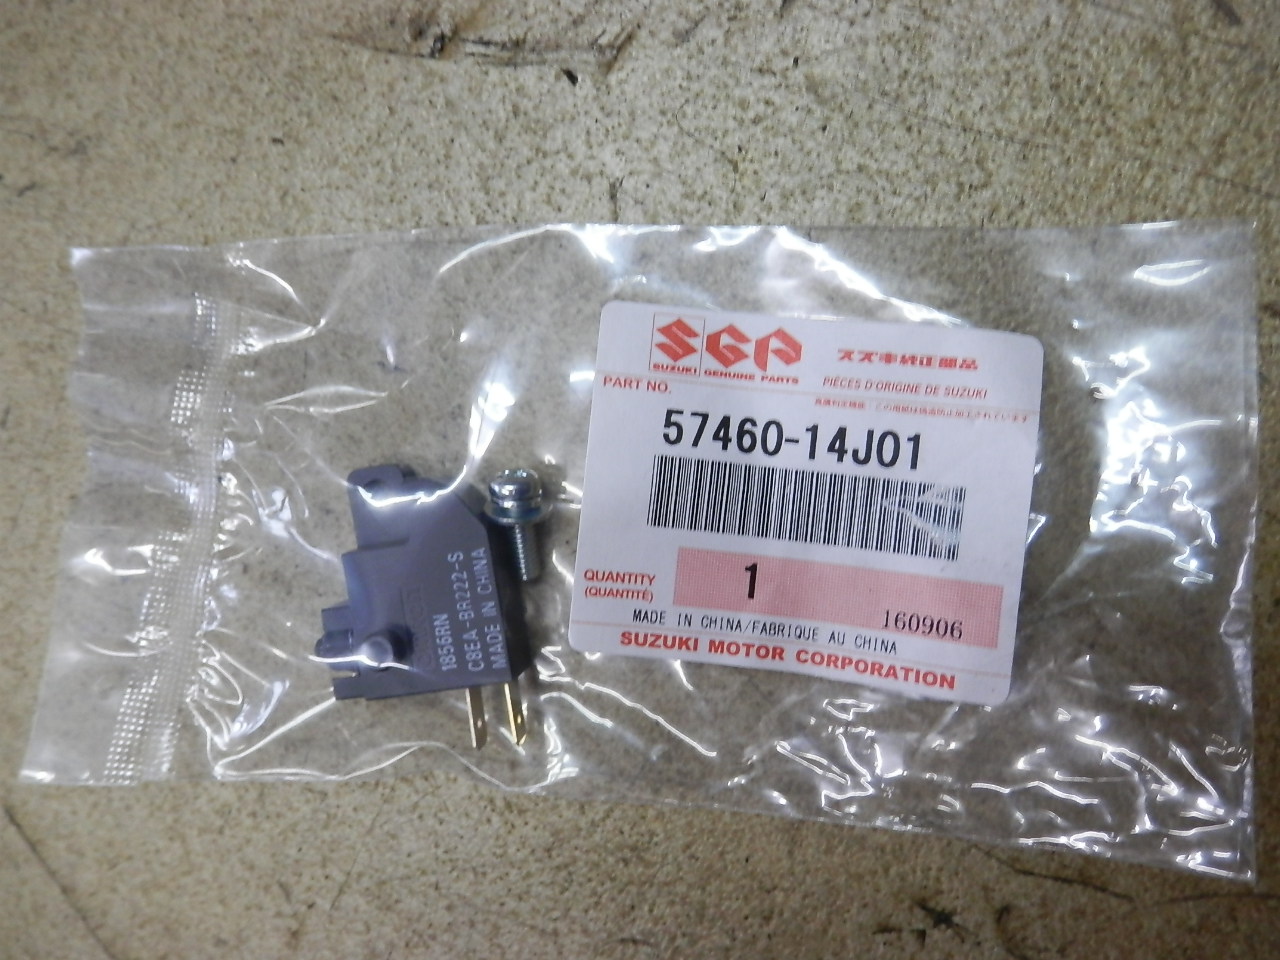 SGP
SUZUKI GENUINE PARTS
スズキ純正部品
PIÈCES D'ORIGINE DE SUZUKI
PART NO.
57460-14J01
QUANTITY
(QUANTITÉ)
1
160906
MADE IN CHINA/FABRIQUE AU CHINA
SUZUKI MOTOR CORPORATION
1856RN
C8EA-BR222-S
MADE IN CHINA